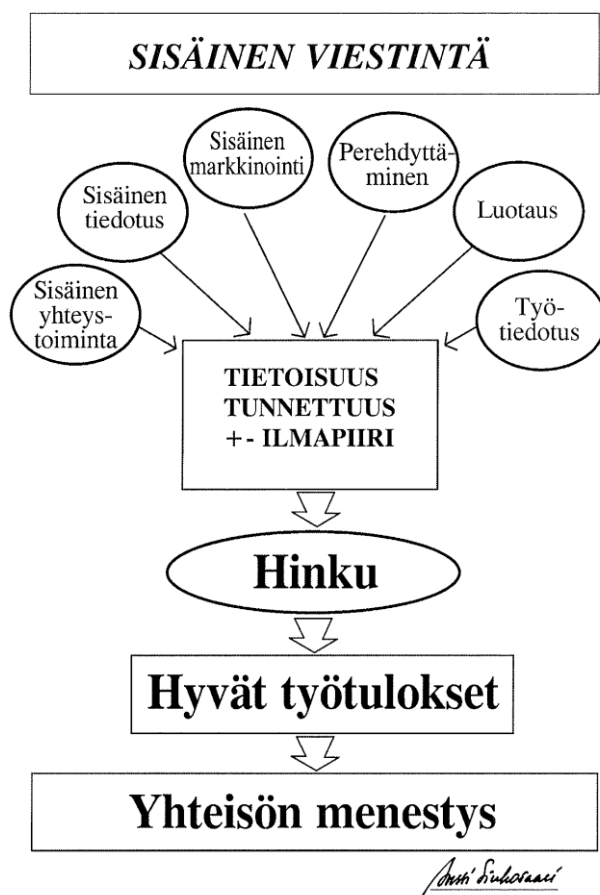 SISÄINEN VIESTINTÄ
Sisäinen
markkinointi
Perehdyttä-
minen
Sisäinen
tiedotus
Luotaus
Sisäinen
yhteys-
toiminta
Työ-
tiedotus
TIETOISUUS
TUNNETTUUS
+- ILMAPIIRI
Hinku
Hyvät työtulokset
Yhteisön menestys